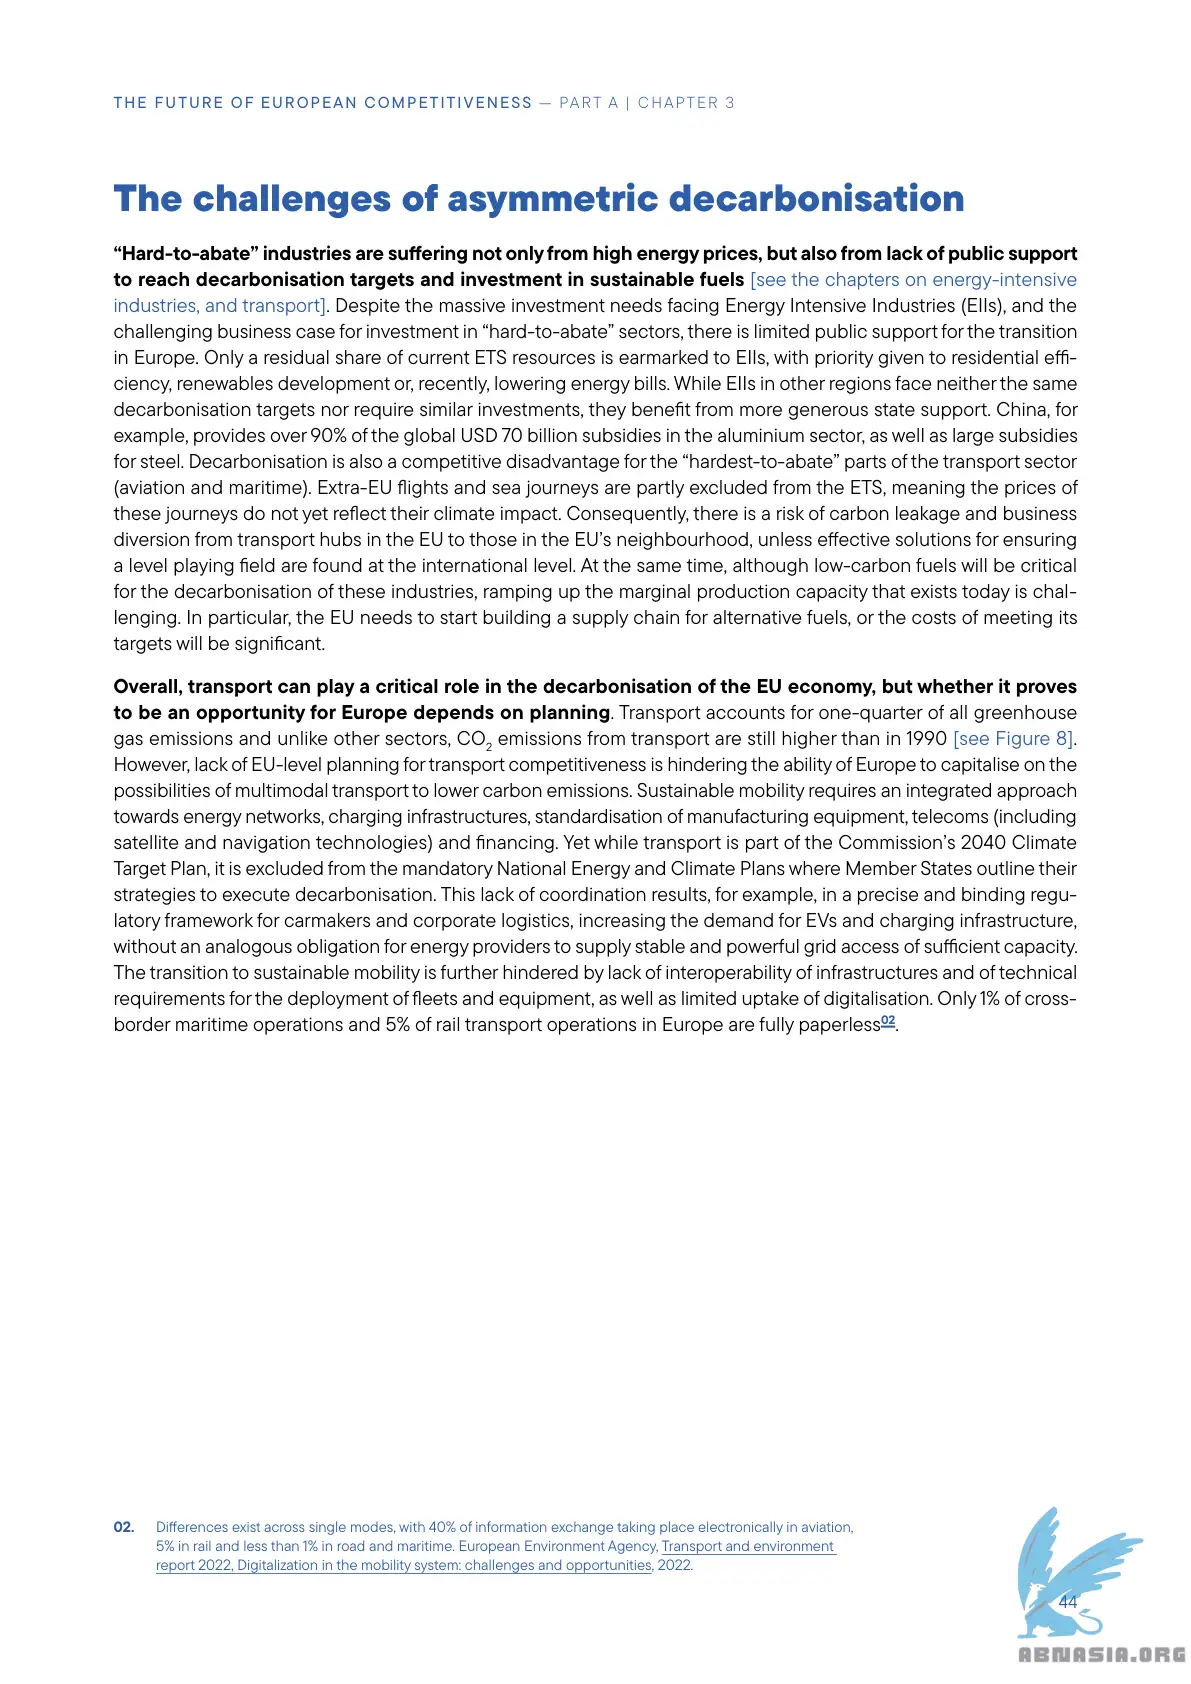 THE FUTURE OF EUROPEAN COMPETITIVENESS — PART A | CHAPTER 3
The challenges of asymmetric decarbonisation
“Hard-to-abate” industries are suffering not only from high energy prices, but also from lack of public support
to reach decarbonisation targets and investment in sustainable fuels [see the chapters on energy-intensive
industries, and transport]. Despite the massive investment needs facing Energy Intensive Industries (EIIs), and the
challenging business case for investment in “hard-to-abate” sectors, there is limited public support for the transition
in Europe. Only a residual share of current ETS resources is earmarked to EIIs, with priority given to residential effi-
ciency, renewables development or, recently, lowering energy bills. While EIIs in other regions face neither the same
decarbonisation targets nor require similar investments, they benefit from more generous state support. China, for
example, provides over 90% of the global USD 70 billion subsidies in the aluminium sector, as well as large subsidies
for steel. Decarbonisation is also a competitive disadvantage for the “hardest-to-abate” parts of the transport sector
(aviation and maritime). Extra-EU flights and sea journeys are partly excluded from the ETS, meaning the prices of
these journeys do not yet reflect their climate impact. Consequently, there is a risk of carbon leakage and business
diversion from transport hubs in the EU to those in the EU’s neighbourhood, unless effective solutions for ensuring
a level playing field are found at the international level. At the same time, although low-carbon fuels will be critical
for the decarbonisation of these industries, ramping up the marginal production capacity that exists today is chal-
lenging. In particular, the EU needs to start building a supply chain for alternative fuels, or the costs of meeting its
targets will be significant.
Overall, transport can play a critical role in the decarbonisation of the EU economy, but whether it proves
to be an opportunity for Europe depends on planning. Transport accounts for one-quarter of all greenhouse
gas emissions and unlike other sectors, CO2 emissions from transport are still higher than in 1990 [see Figure 8].
However, lack of EU-level planning for transport competitiveness is hindering the ability of Europe to capitalise on the
possibilities of multimodal transport to lower carbon emissions. Sustainable mobility requires an integrated approach
towards energy networks, charging infrastructures, standardisation of manufacturing equipment, telecoms (including
satellite and navigation technologies) and financing. Yet while transport is part of the Commission’s 2040 Climate
Target Plan, it is excluded from the mandatory National Energy and Climate Plans where Member States outline their
strategies to execute decarbonisation. This lack of coordination results, for example, in a precise and binding regu-
latory framework for carmakers and corporate logistics, increasing the demand for EVs and charging infrastructure,
without an analogous obligation for energy providers to supply stable and powerful grid access of sufficient capacity.
The transition to sustainable mobility is further hindered by lack of interoperability of infrastructures and of technical
requirements for the deployment of fleets and equipment, as well as limited uptake of digitalisation. Only 1% of cross-
border maritime operations and 5% of rail transport operations in Europe are fully paperless02.
02. Differences exist across single modes, with 40% of information exchange taking place electronically in aviation,
5% in rail and less than 1% in road and maritime. European Environment Agency, Transport and environment
report 2022, Digitalization in the mobility system: challenges and opportunities, 2022.
44
ABNASIA.ORG